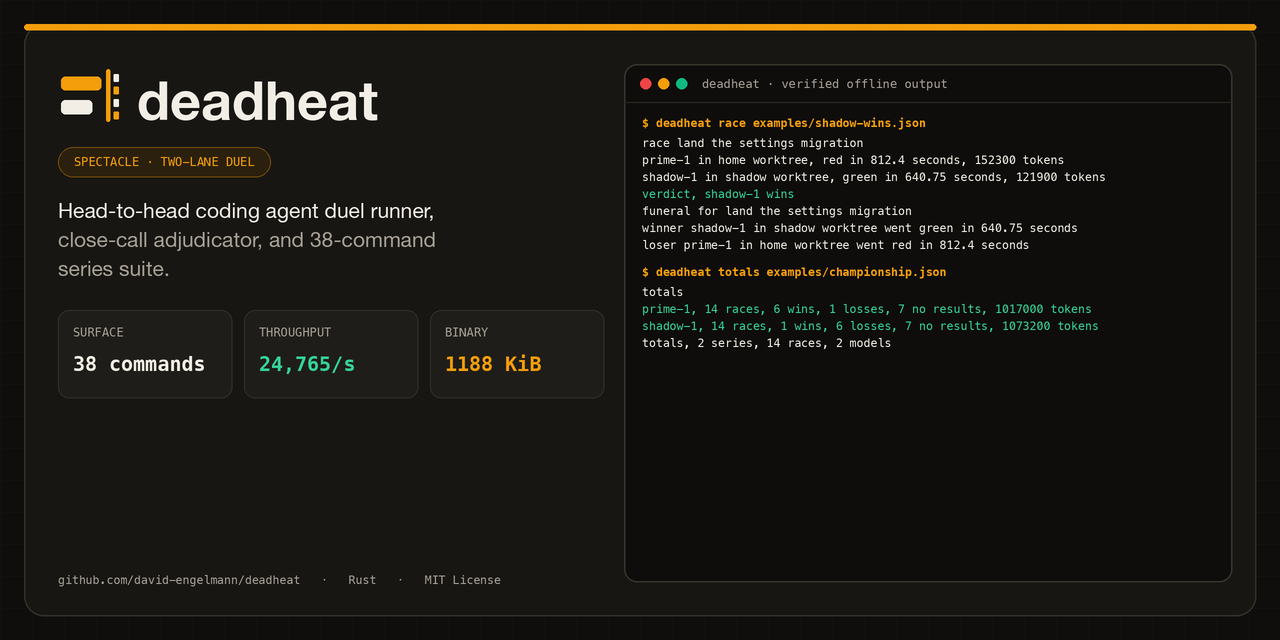 deadheat
SPECTACLE · TWO-LANE DUEL
Head-to-head coding agent duel runner,
close-call adjudicator, and 38-command
series suite.
SURFACE
38 commands
THROUGHPUT
24,765/s
BINARY
1188 KiB
github.com/david-engelmann/deadheat · Rust · MIT License
deadheat · verified offline output
$ deadheat race examples/shadow-wins.json
race land the settings migration
prime-1 in home worktree, red in 812.4 seconds, 152300 tokens
shadow-1 in shadow worktree, green in 640.75 seconds, 121900 tokens
verdict, shadow-1 wins
funeral for land the settings migration
winner shadow-1 in shadow worktree went green in 640.75 seconds
loser prime-1 in home worktree went red in 812.4 seconds
$ deadheat totals examples/championship.json
totals
prime-1, 14 races, 6 wins, 1 losses, 7 no results, 1017000 tokens
shadow-1, 14 races, 1 wins, 6 losses, 7 no results, 1073200 tokens
totals, 2 series, 14 races, 2 models